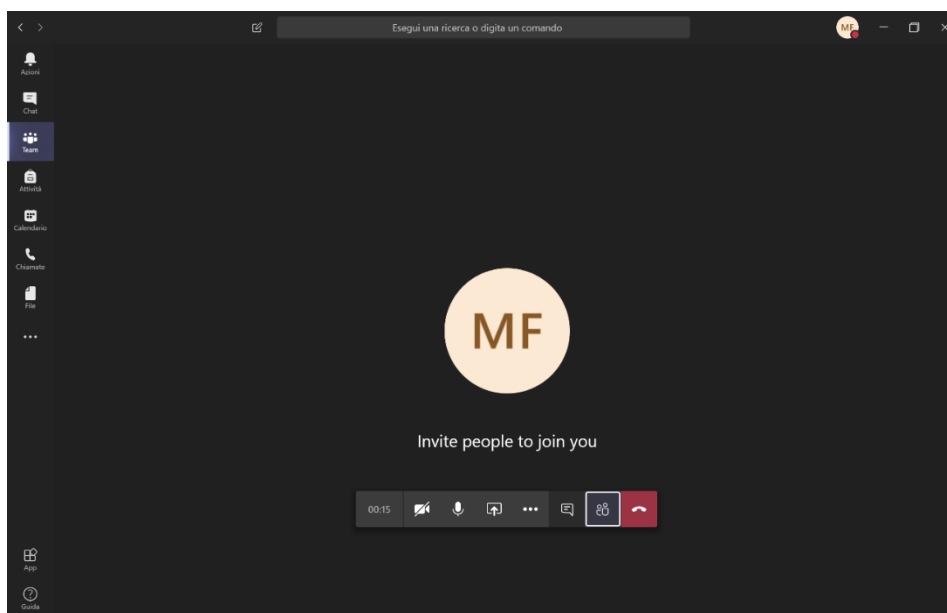 Esegui una ricerca o digita un comando
MF
Azioni
Chat
Team
Attività
Calendario
Chiamate
File
MF
Invite people to join you
00:15
App
Guida